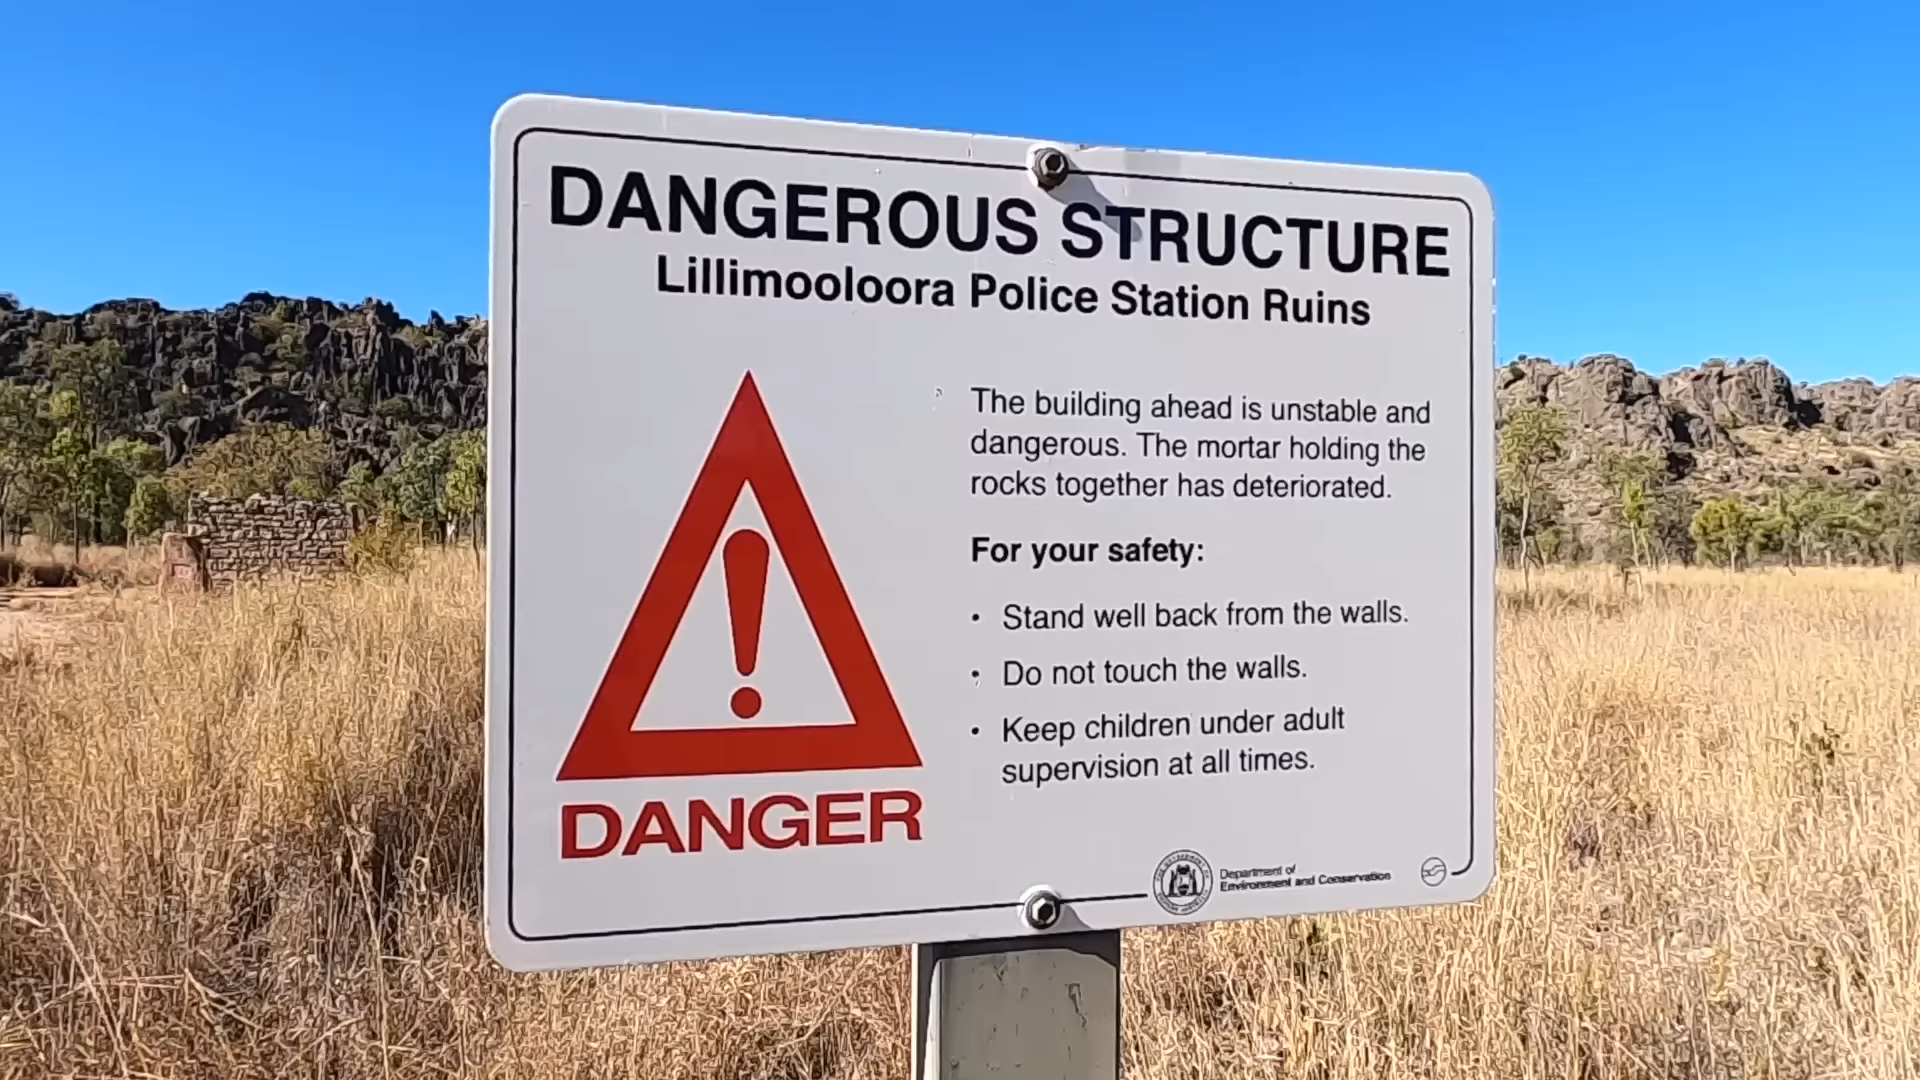 DANGEROUS STRUCTURE
Lillimooloora Police Station Ruins
The building ahead is unstable and
dangerous. The mortar holding the
rocks together has deteriorated.
For your safety:
• Stand well back from the walls.
• Do not touch the walls.
• Keep children under adult
supervision at all times.
DANGER
Department of
Environment and Conservation